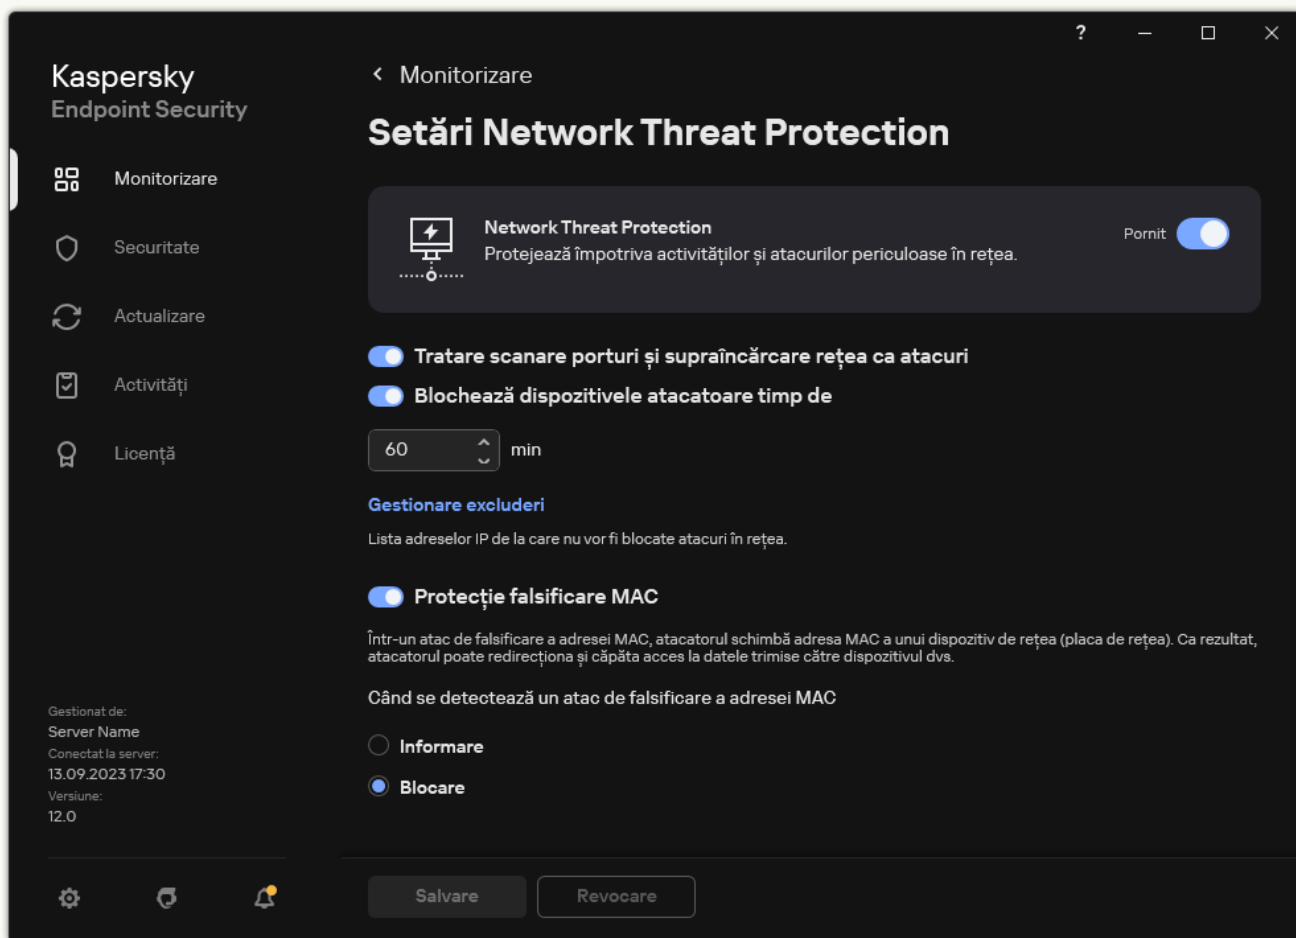 ?
Kaspersky
Endpoint Security
Monitorizare
Securitate
Actualizare
Activități
Licență
Gestionat de:
Server Name
Conectat la server:
13.09.2023 17:30
Versiune:
12.0
Monitorizare
Setări Network Threat Protection
Network Threat Protection
Protejează împotriva activităților și atacurilor periculoase în rețea.
Pornit
Tratare scanare porturi și supraîncărcare rețea ca atacuri
Blochează dispozitivele atacatoare timp de
60 min
Gestionare excluderi
Lista adreselor IP de la care nu vor fi blocate atacuri în rețea.
Protecție falsificare MAC
Într-un atac de falsificare a adresei MAC, atacatorul schimbă adresa MAC a unui dispozitiv de rețea (placa de rețea). Ca rezultat,
atacatorul poate redirecționa și căpăta acces la datele trimise către dispozitivul dvs.
Când se detectează un atac de falsificare a adresei MAC
Informare
Blocare
Salvare
Revocare